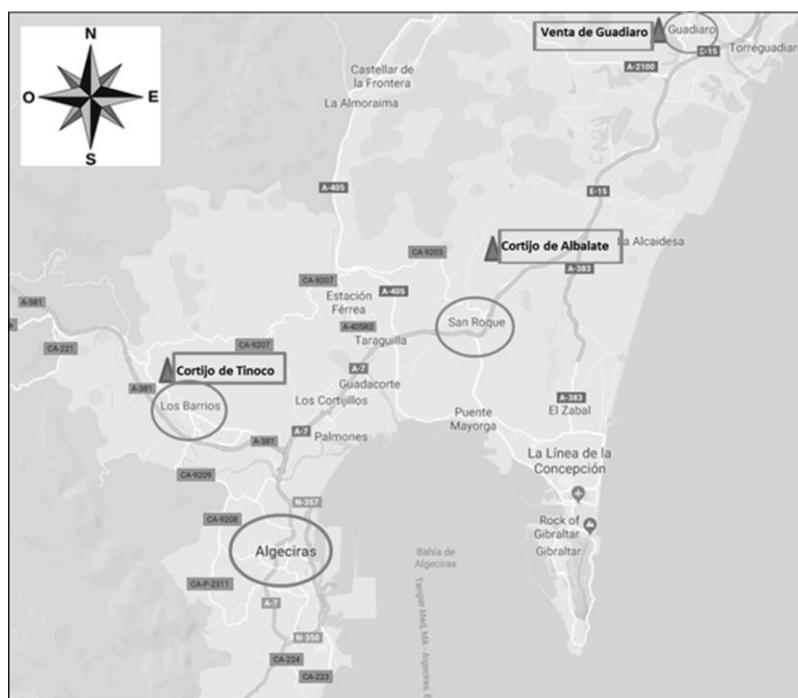 N
O
E
S
Venta de Guadiaro
Guadiaro
E-15
Torreguadiaro
A-2100
Castellar de
la Frontera
La Almoraima
A-405
E-15
Cortijo de Albalate
La Alcaidesa
CA-9203
A-383
CA-9207
A-405
Estación
Férrea
A-405R2
San Roque
Taraguilla
A-381
CA-221
CA-9207
Cortijo de Tinoco
A-7
Guadacorte
A-381
Los Barrios
Los Cortijillos
A-383
Puente
Mayorga
El Zabal
A-7
Palmones
A-381
La Línea de la
Concepción
CA-9209
N-357
CA-9208
Rock of
Gibraltar
Gibraltar
Algeciras
Bahía de
Algeciras
CA-P-2311
A-7
Tanger Med, MA - Algeciras, E
N-350
CA-224
CA-223